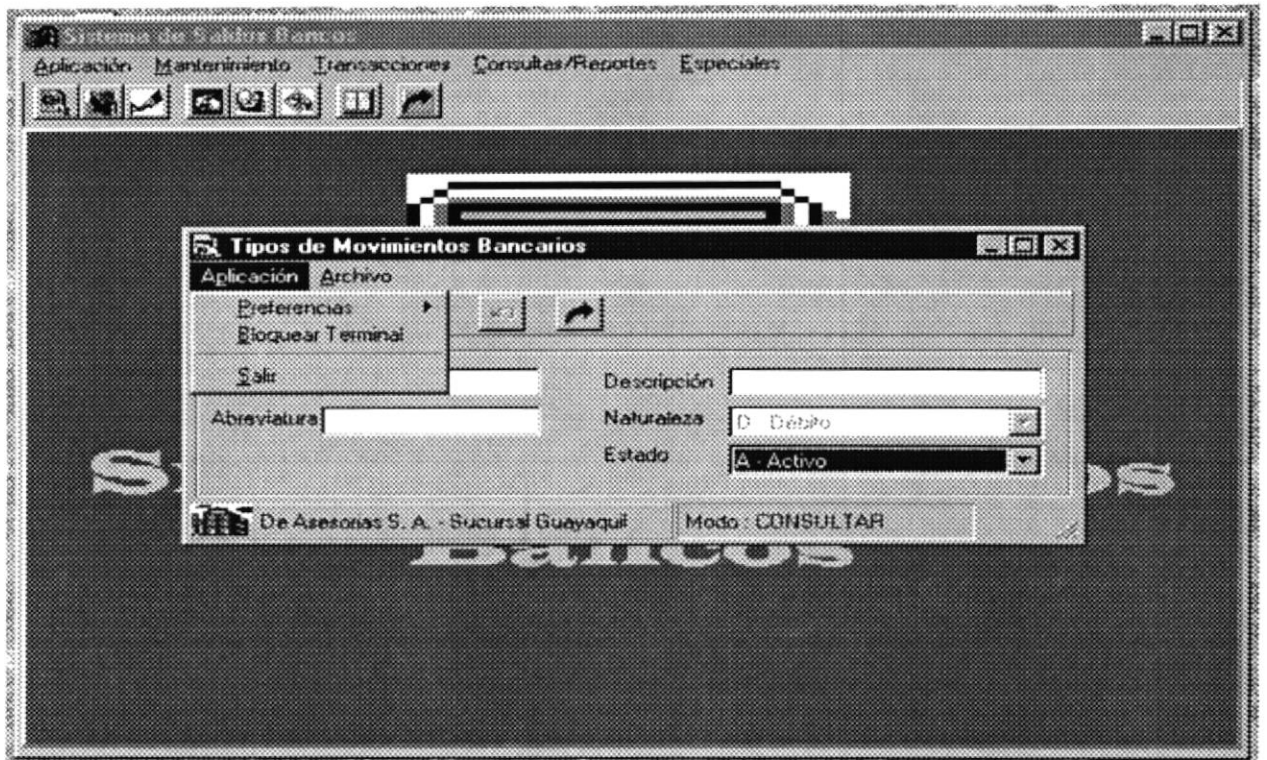 Sistema de Saldos Bancos
Aplicación Mantenimiento Transacciones Consultas/Reportes Especiales
Tipos de Movimientos Bancarios
Aplicación Archivo
Preferencias
Bloquear Terminal
Salir
Descripción
Abreviatura Naturaleza D - Débito
Estado A - Activo
De Asesorias S. A. - Sucursal Guayaquil Modo : CONSULTAR
Bancos